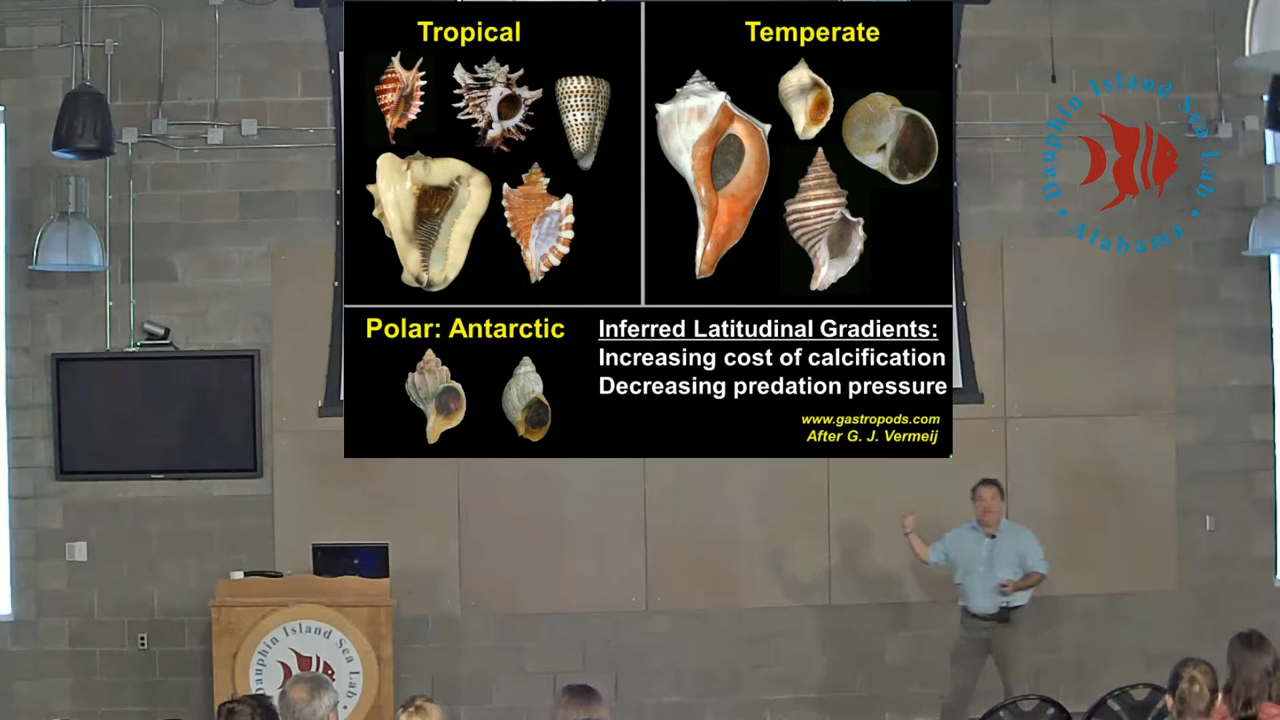 Tropical
Temperate
Polar: Antarctic
Inferred Latitudinal Gradients:
Increasing cost of calcification
Decreasing predation pressure
www.gastropods.com
After G. J. Vermeij
Dauphin Island Sea Lab
• Alabama •
Dauphin Island Sea Lab •